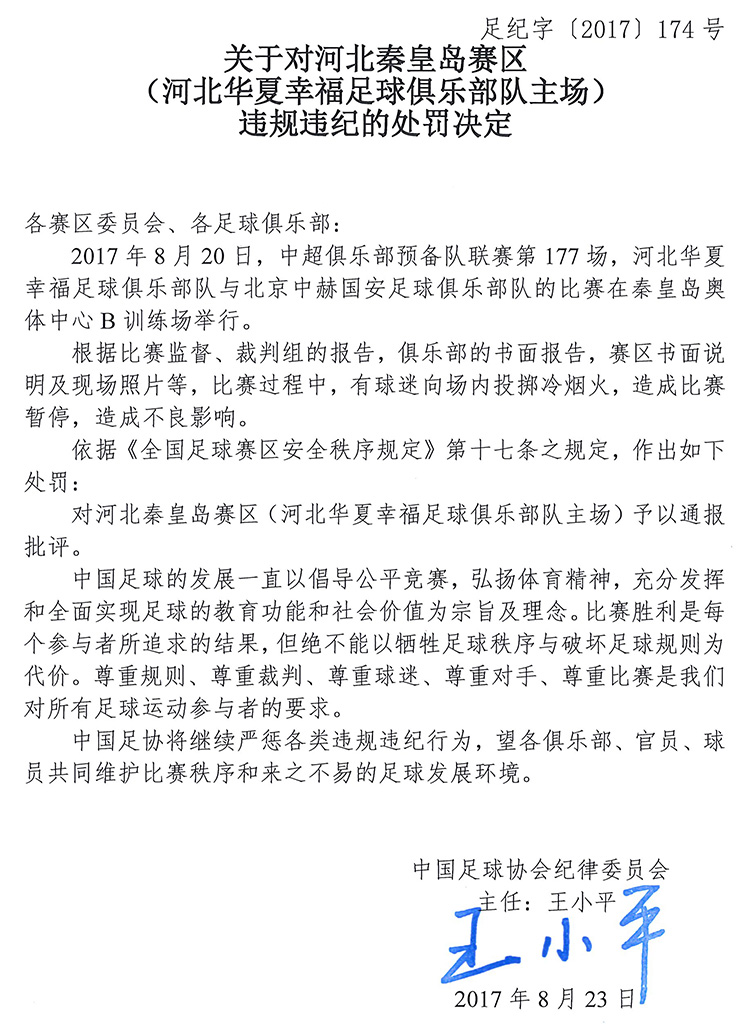 足纪字〔2017〕174 号
关于对河北秦皇岛赛区
（河北华夏幸福足球俱乐部队主场）
违规违纪的处罚决定
各赛区委员会、各足球俱乐部：
2017 年 8 月 20 日，中超俱乐部预备队联赛第 177 场，河北华夏
幸福足球俱乐部队与北京中赫国安足球俱乐部队的比赛在秦皇岛奥
体中心 B 训练场举行。
根据比赛监督、裁判组的报告，俱乐部的书面报告，赛区书面说
明及现场照片等，比赛过程中，有球迷向场内投掷冷烟火，造成比赛
暂停，造成不良影响。
依据《全国足球赛区安全秩序规定》第十七条之规定，作出如下
处罚：
对河北秦皇岛赛区（河北华夏幸福足球俱乐部队主场）予以通报
批评。
中国足球的发展一直以倡导公平竞赛，弘扬体育精神，充分发挥
和全面实现足球的教育功能和社会价值为宗旨及理念。比赛胜利是每
个参与者所追求的结果，但绝不能以牺牲足球秩序与破坏足球规则为
代价。尊重规则、尊重裁判、尊重球迷、尊重对手、尊重比赛是我们
对所有足球运动参与者的要求。
中国足协将继续严惩各类违规违纪行为，望各俱乐部、官员、球
员共同维护比赛秩序和来之不易的足球发展环境。
中国足球协会纪律委员会
主任：王小平
王小平
2017 年 8 月 23 日